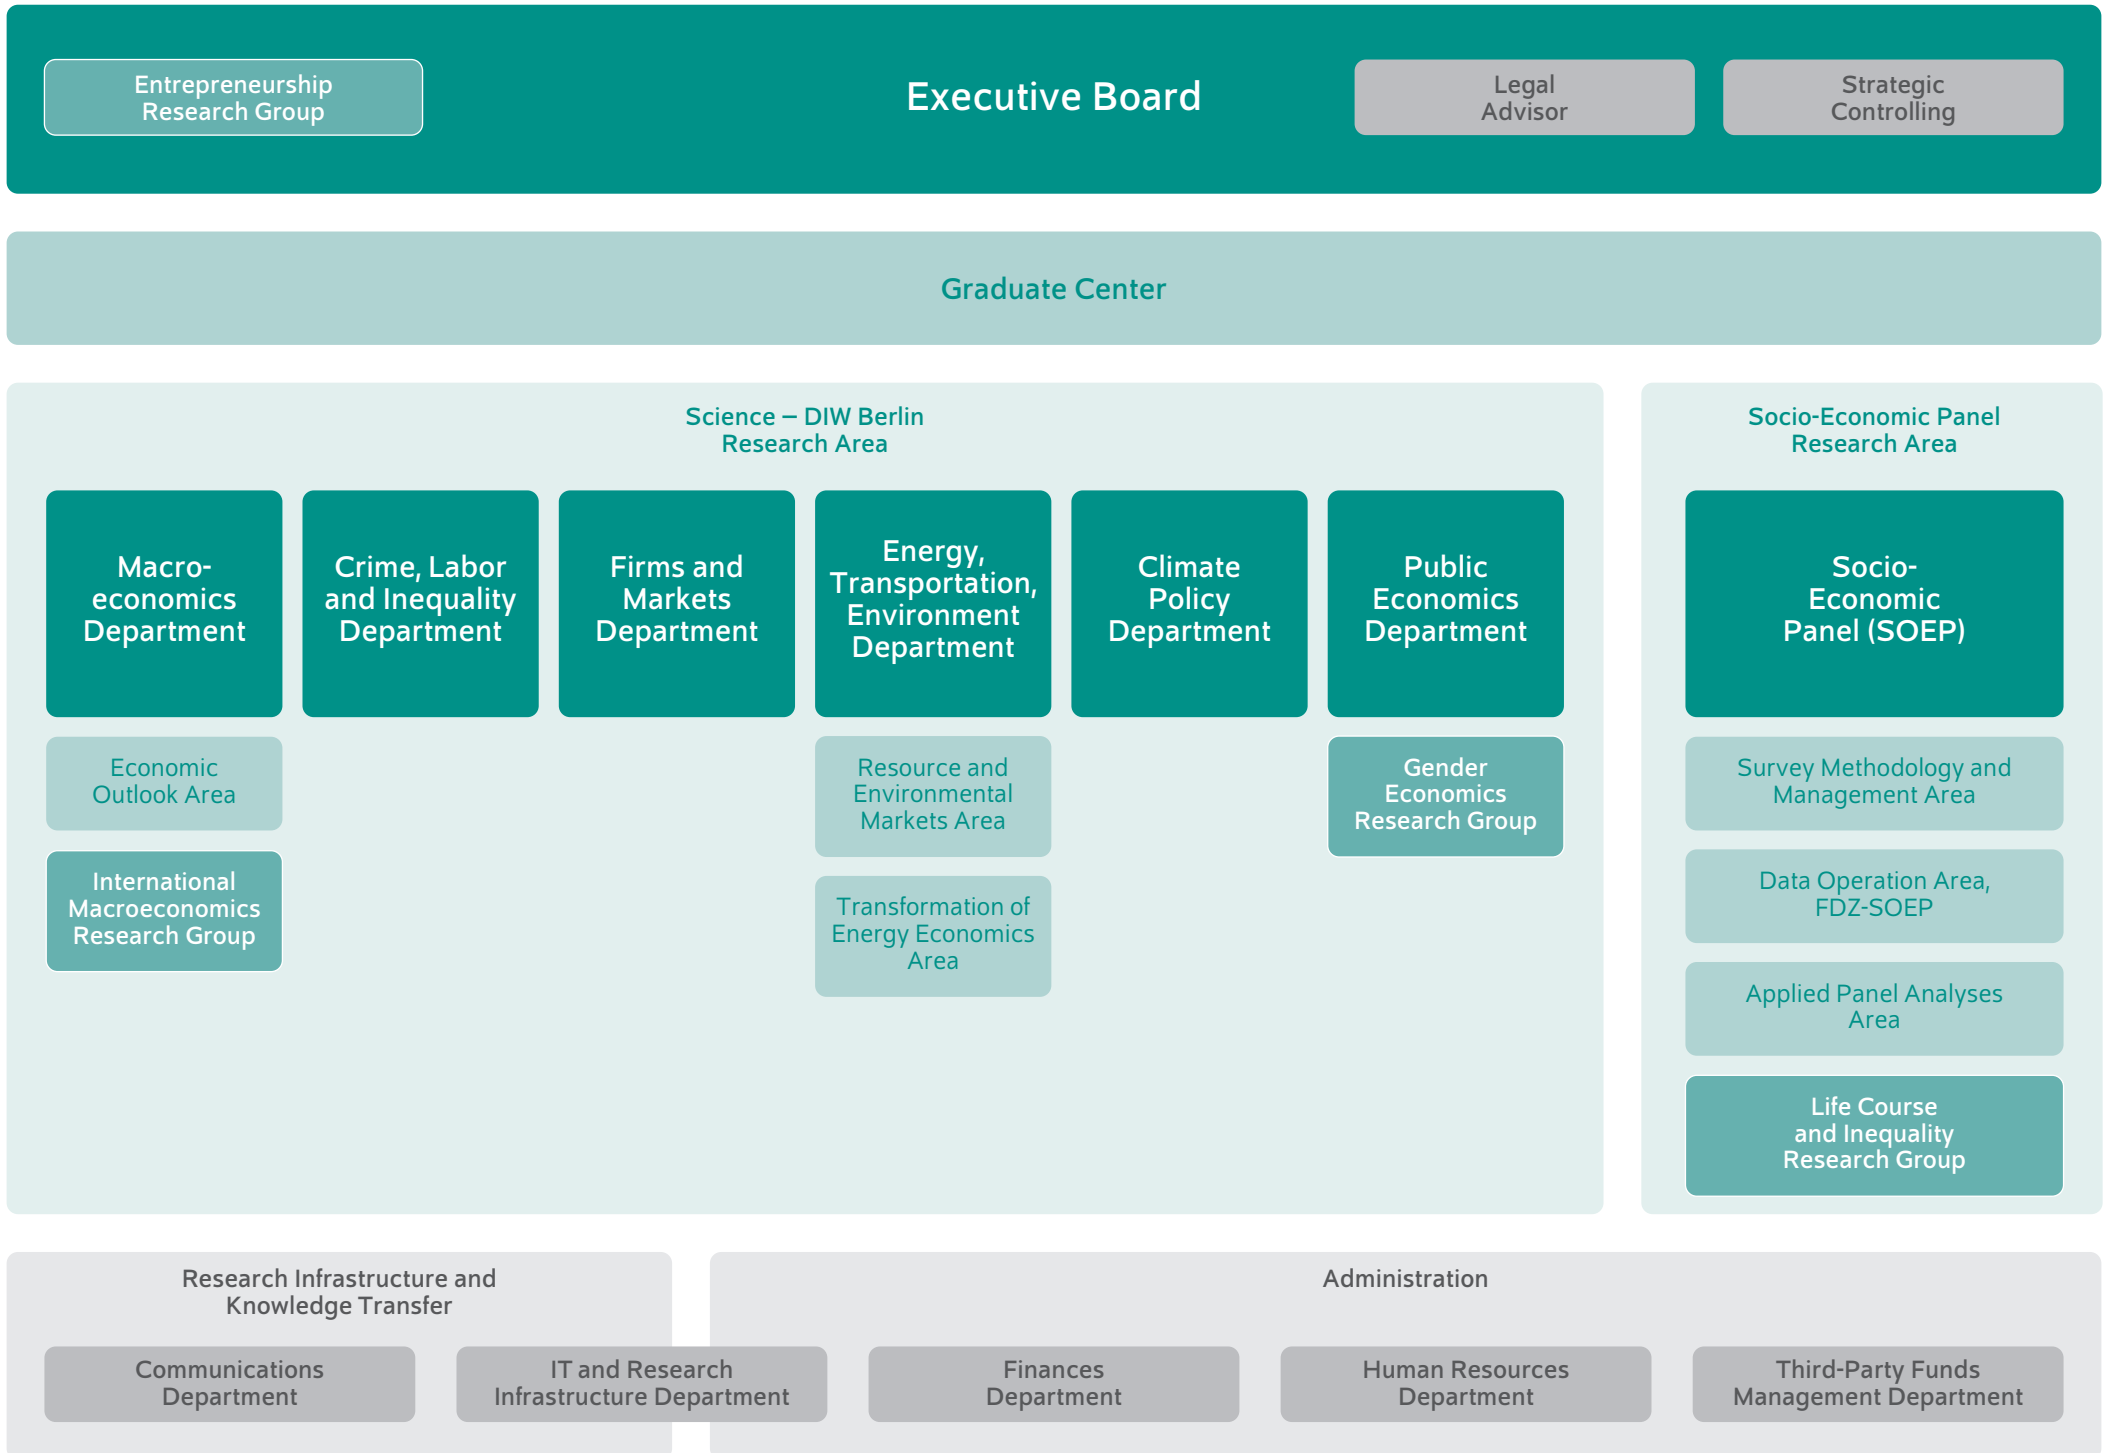 Entrepreneurship
Research Group
Executive Board
Legal
Advisor
Strategic
Controlling
Graduate Center
Science – DIW Berlin
Research Area
Macro-
economics
Department
Economic
Outlook Area
International
Macroeconomics
Research Group
Crime, Labor
and Inequality
Department
Firms and
Markets
Department
Energy,
Transportation,
Environment
Department
Resource and
Environmental
Markets Area
Transformation of
Energy Economics
Area
Climate
Policy
Department
Public
Economics
Department
Gender
Economics
Research Group
Socio-Economic Panel
Research Area
Socio-
Economic
Panel (SOEP)
Survey Methodology and
Management Area
Data Operation Area,
FDZ-SOEP
Applied Panel Analyses
Area
Life Course
and Inequality
Research Group
Research Infrastructure and
Knowledge Transfer
Administration
Communications
Department
IT and Research
Infrastructure Department
Finances
Department
Human Resources
Department
Third-Party Funds
Management Department